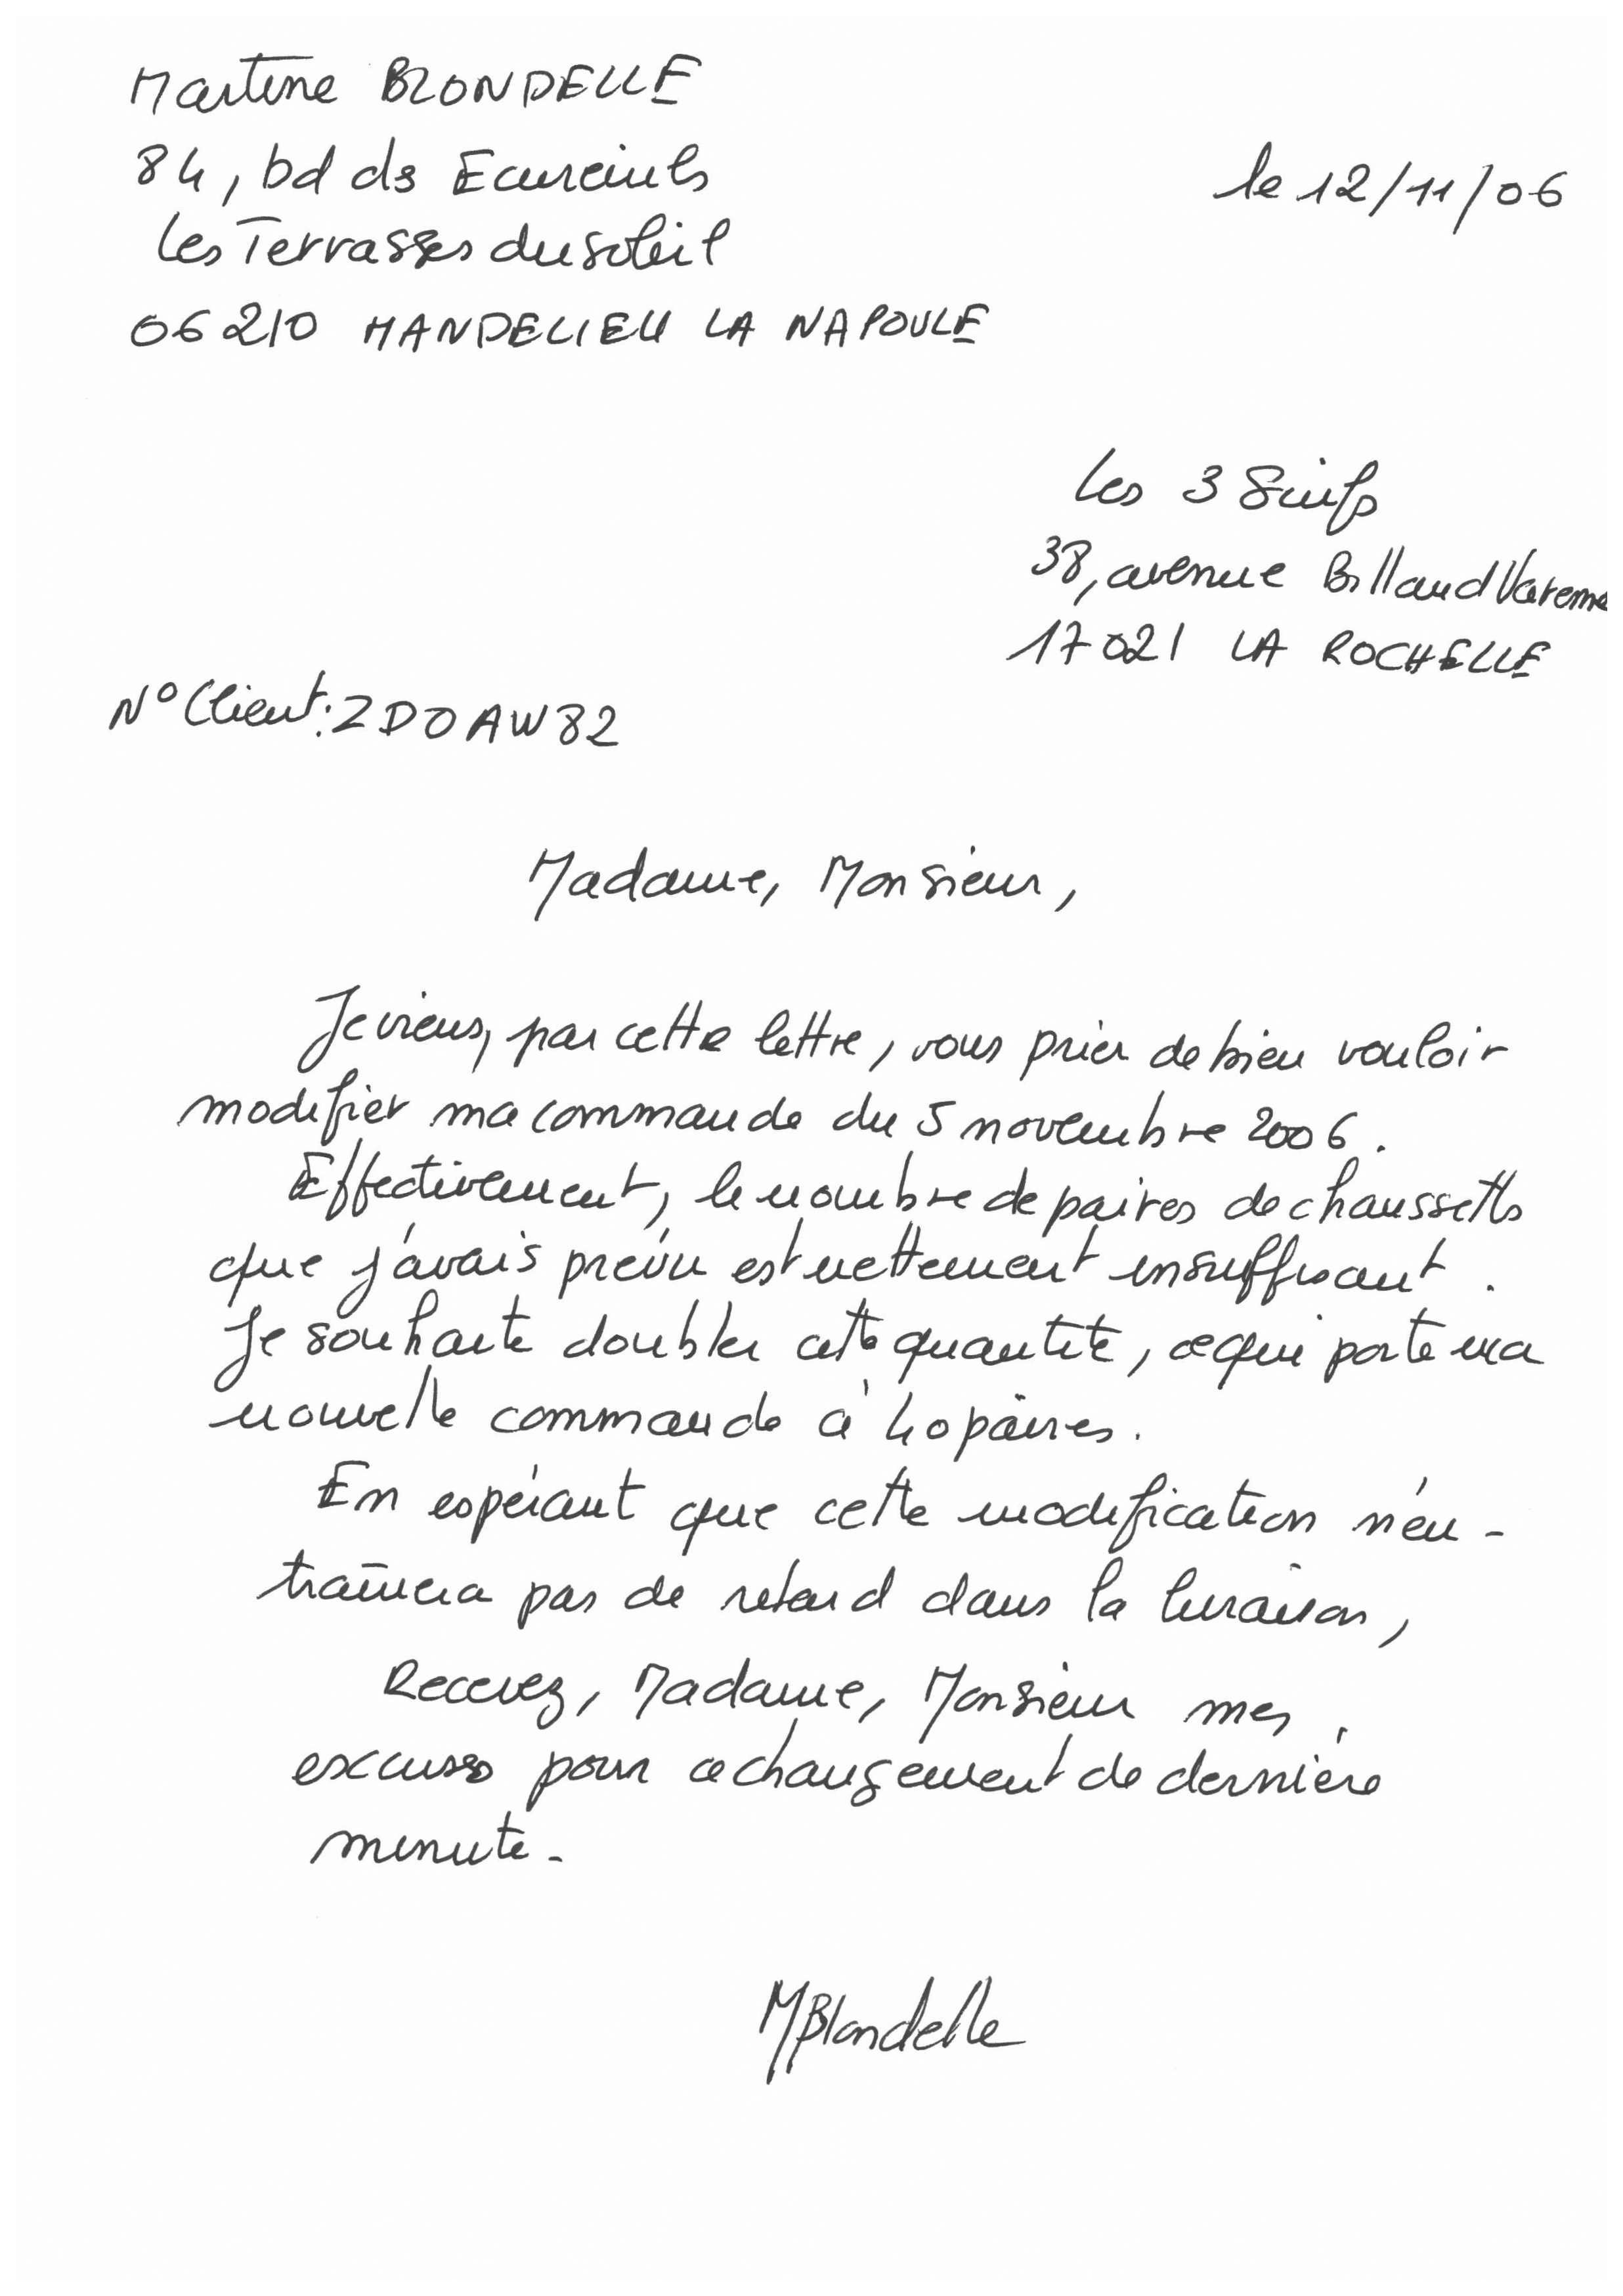 Martine BLONDELLE
84, bd des Ecureuils
le 12/11/06
Les Terrasses du soleil
06210 MANDELIEU LA NAPOULE
Les 3 Suifs
38, avenue Billaud Varenne
17021 LA ROCHELLE
N° Client : ZDOAW82
Madame, Monsieur,
Je viens, par cette lettre, vous prier de bien vouloir
modifier ma commande du 5 novembre 2006.
Effectivement, le nombre de paires de chaussettes
que j'avais prévu est nettement insuffisant.
Je souhaite doubler cette quantité, ce qui porte ma
nouvelle commande à 40 paires.
En espérant que cette modification n'en-
traînera pas de retard dans la livraison,
Recevez, Madame, Monsieur mes
excuses pour ce changement de dernière
minute.
MBlondelle